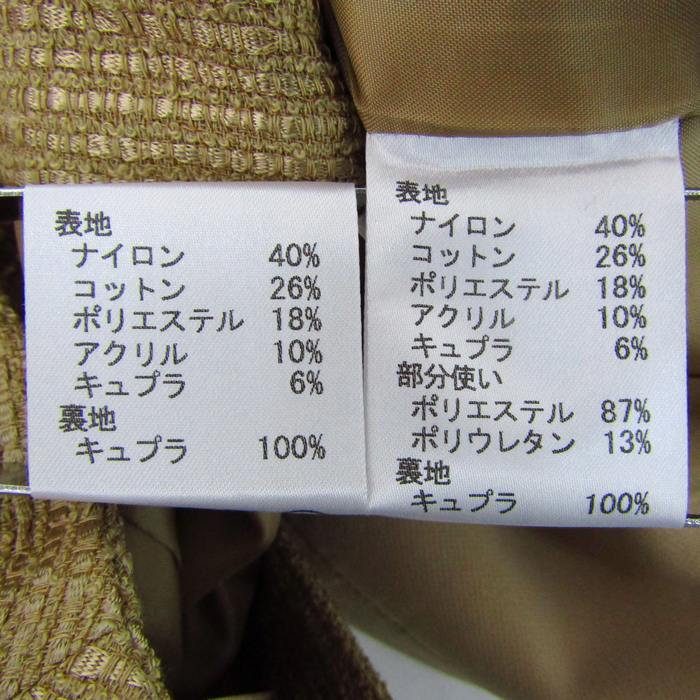 表地
ナイロン 40%
コットン 26%
ポリエステル 18%
アクリル 10%
キュプラ 6%
裏地
キュプラ 100%
表地
ナイロン 40%
コットン 26%
ポリエステル 18%
アクリル 10%
キュプラ 6%
部分使い
ポリエステル 87%
ポリウレタン 13%
裏地
キュプラ 100%